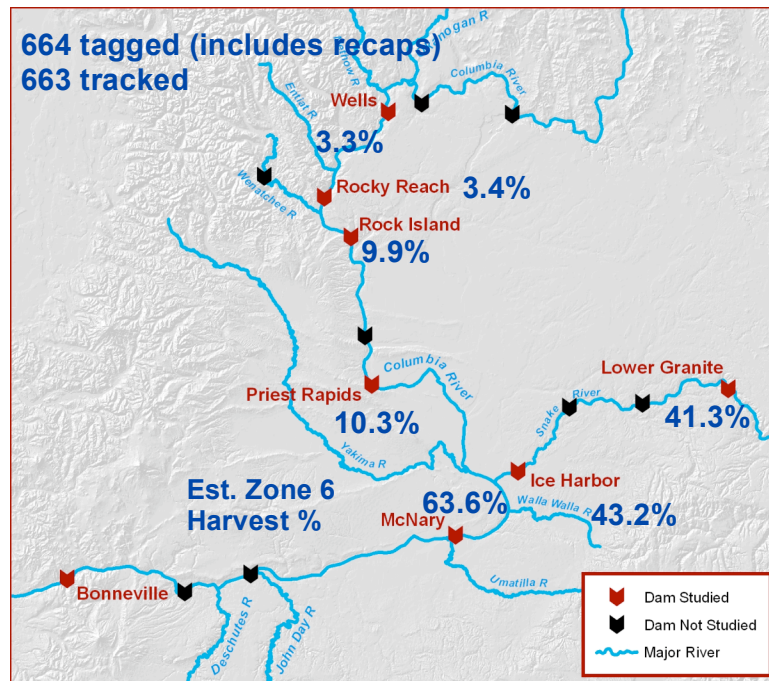 664 tagged (includes recaps)
663 tracked
Okanogan R
Methow R
Columbia
River
Entiat R
Wells
3.3%
Rocky Reach
3.4%
Wenatchee R
Rock Island
9.9%
Columbia
River
Lower Granite
Priest Rapids
10.3%
Snake
River
41.3%
Yakima R
Ice Harbor
Est. Zone 6
Harvest %
63.6%
Walla Walla R
43.2%
McNary
Bonneville
Umatilla R
Deschutes R
John Day R
Dam Studied
Dam Not Studied
Major River